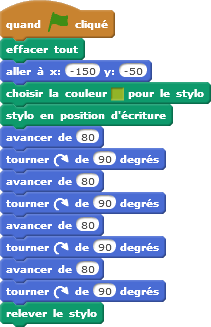 quand cliqué
effacer tout
aller à x: -150 y: -50
choisir la couleur pour le stylo
stylo en position d'écriture
avancer de 80
tourner de 90 degrés
avancer de 80
tourner de 90 degrés
avancer de 80
tourner de 90 degrés
avancer de 80
tourner de 90 degrés
relever le stylo